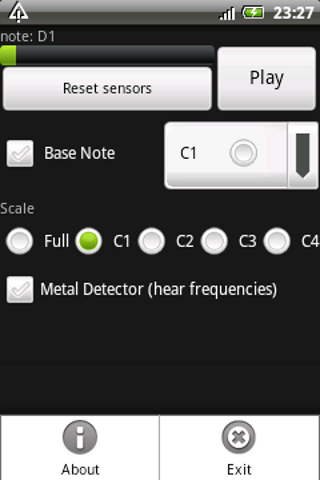 23:27
note: D1
Reset sensors
Play
Base Note
C1
Scale
Full C1 C2 C3 C4
Metal Detector (hear frequencies)
About
Exit